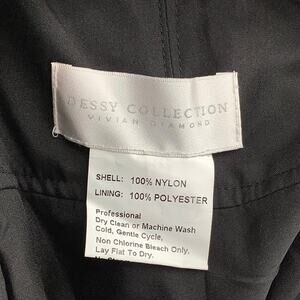 DESSY COLLECTION
VIVIAN DIAMOND
SHELL: 100% NYLON
LINING: 100% POLYESTER
Professional
Dry Clean or Machine Wash
Cold, Gentle Cycle,
Non Chlorine Bleach Only.
Lay Flat To Dry.